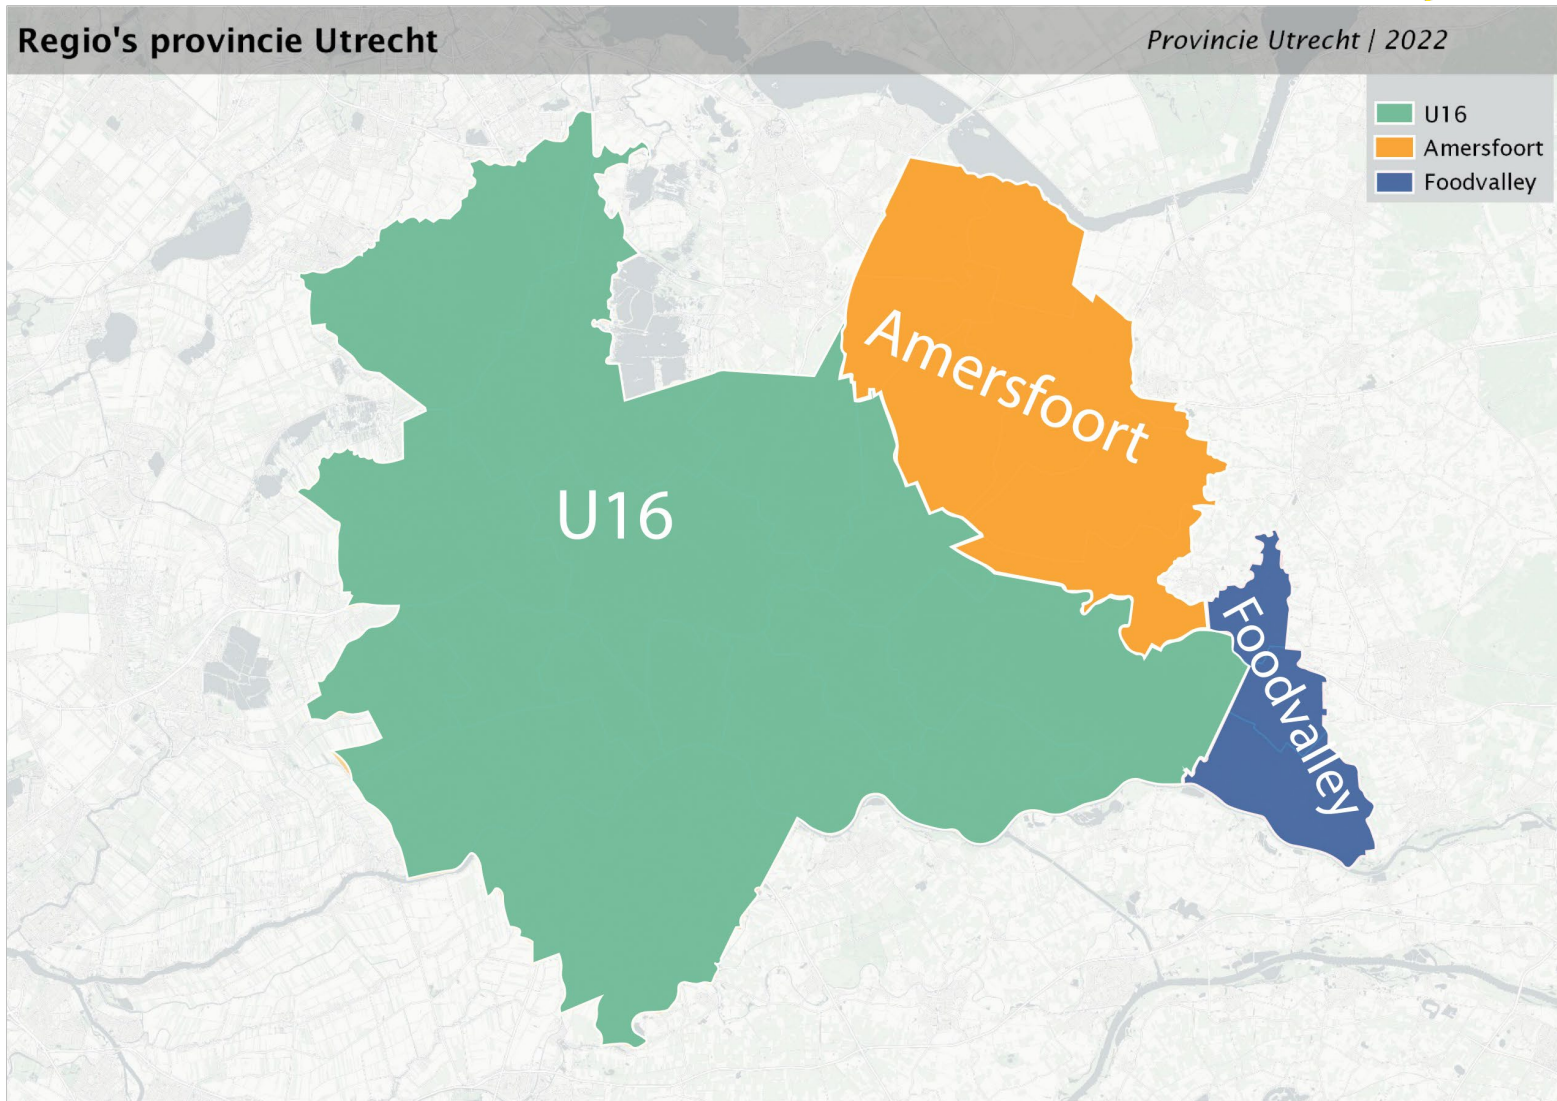 Regio's provincie Utrecht
Provincie Utrecht | 2022
U16
Amersfoort
Foodvalley
Amersfoort
U16
Foodvalley